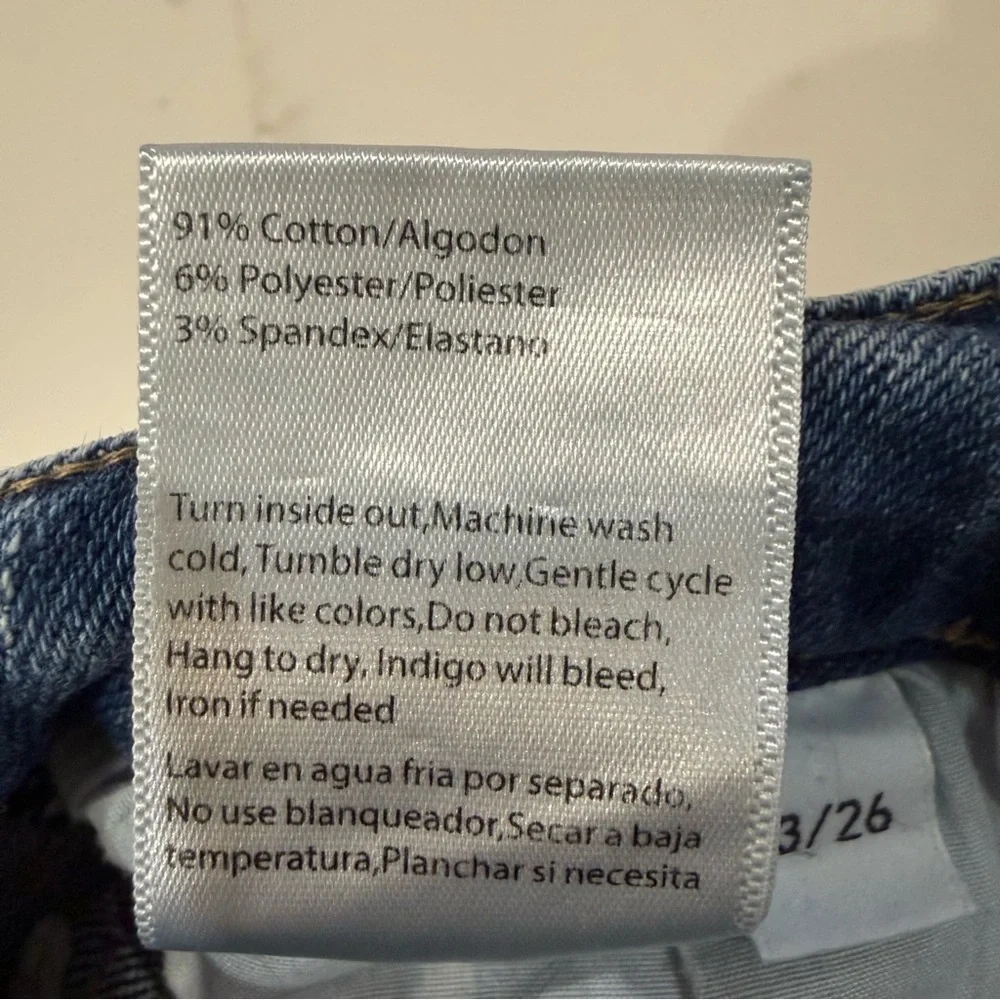 91% Cotton/Algodon
6% Polyester/Poliester
3% Spandex/Elastano
Turn inside out,Machine wash
cold, Tumble dry low,Gentle cycle
with like colors,Do not bleach,
Hang to dry, Indigo will bleed,
Iron if needed
Lavar en agua fria por separado,
No use blanqueador,Secar a baja
temperatura,Planchar si necesita
3/26